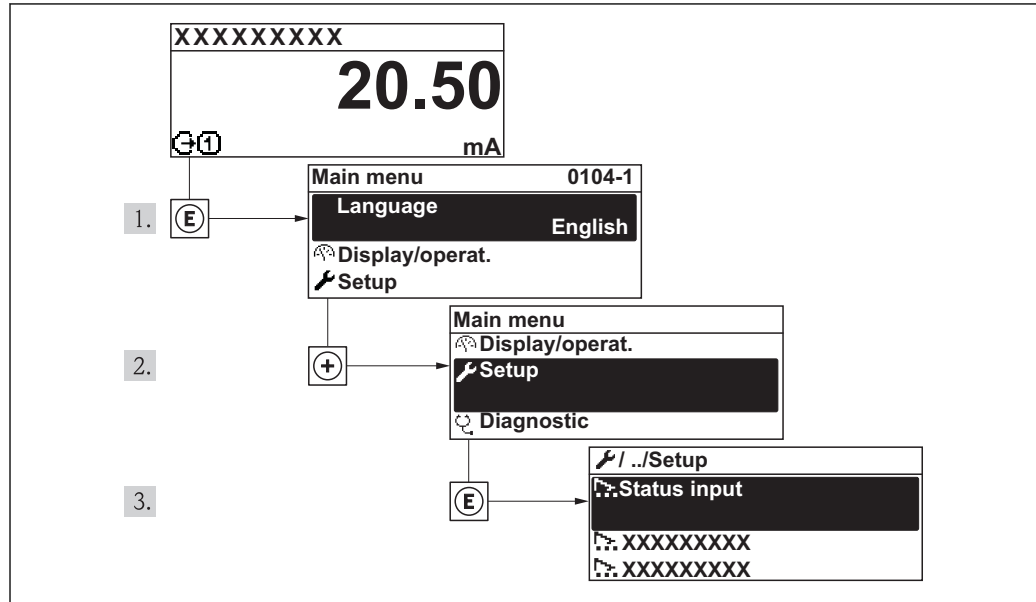 XXXXXXXXX
20.50
mA
1.
E
Main menu 0104-1
Language
English
Display/operat.
Setup
2.
+
Main menu
Display/operat.
Setup
Diagnostic
3.
E
/ ../Setup
Status input
XXXXXXXXX
XXXXXXXXX